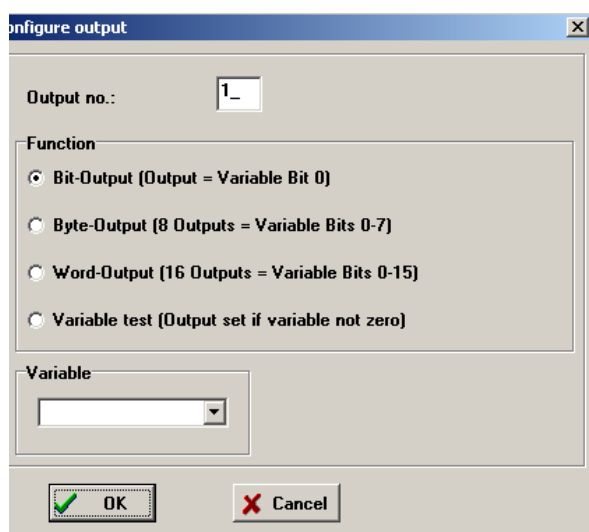 onfigure output
Output no.: 1_
Function
Bit-Output (Output = Variable Bit 0)
Byte-Output (8 Outputs = Variable Bits 0-7)
Word-Output (16 Outputs = Variable Bits 0-15)
Variable test (Output set if variable not zero)
Variable
OK Cancel